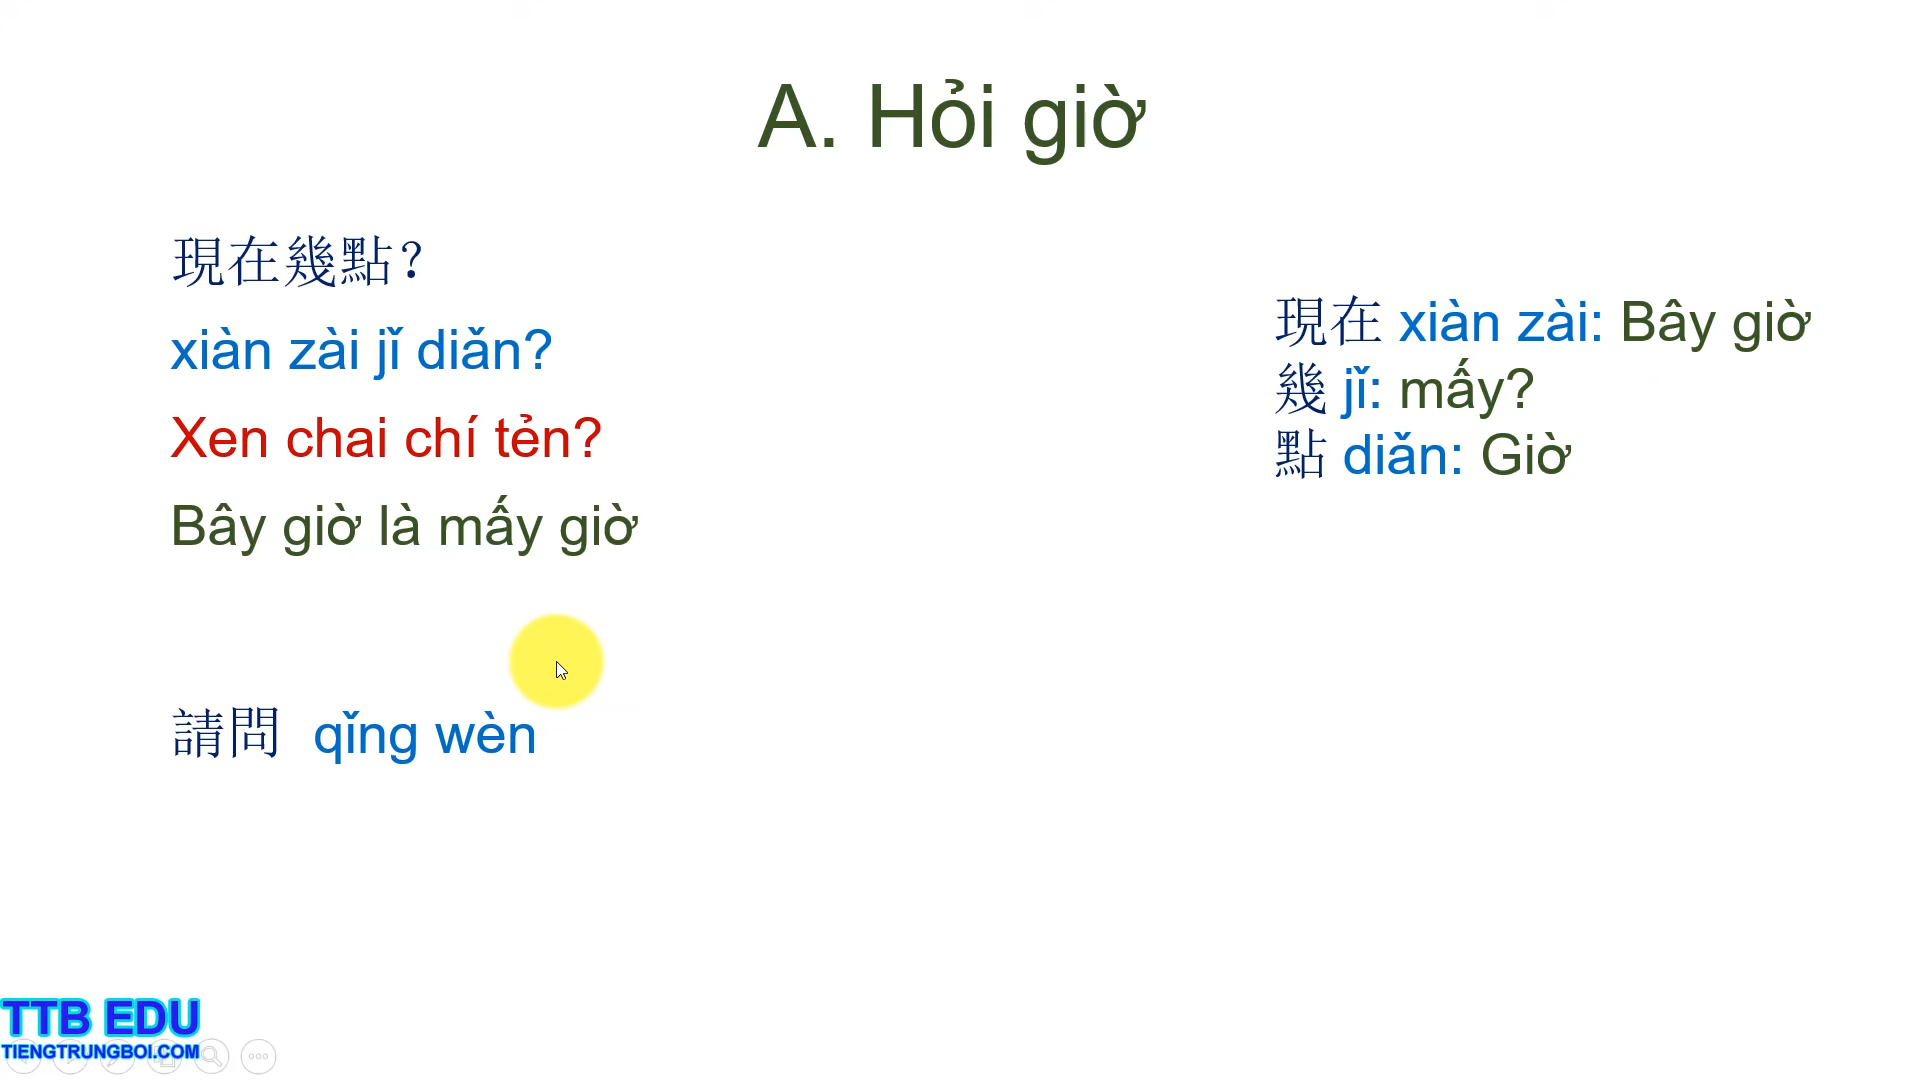 A. Hỏi giờ
現在幾點?
xiàn zài jǐ diǎn?
Xen chai chí tẻn?
Bây giờ là mấy giờ
請問 qǐng wèn
現在 xiàn zài: Bây giờ
幾 jǐ: mấy?
點 diǎn: Giờ
TTB EDU
TIENGTRUNGBOI.COM